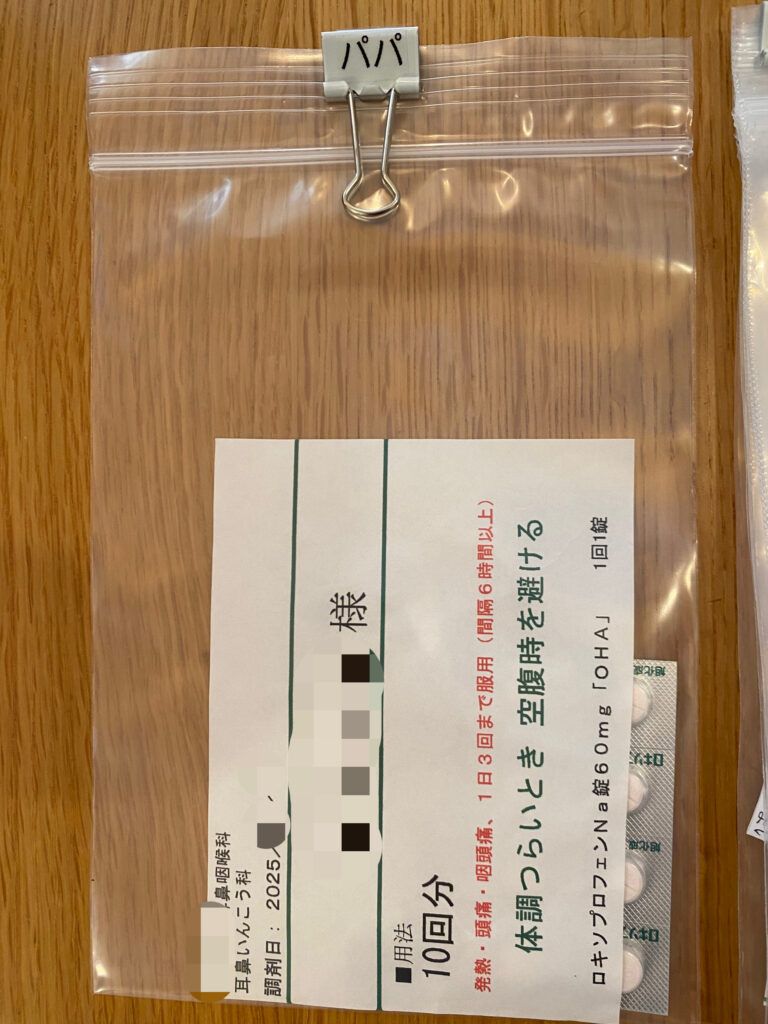 パパ
耳鼻咽喉科
耳鼻いんこう科
調剤日： 2025/
様
■用法
10回分
発熱・頭痛・咽頭痛、１日３回まで服用（間隔６時間以上）
体調つらいとき 空腹時を避ける
ロキソプロフェンＮａ錠６０ｍｇ「ＯＨＡ」 1回1錠